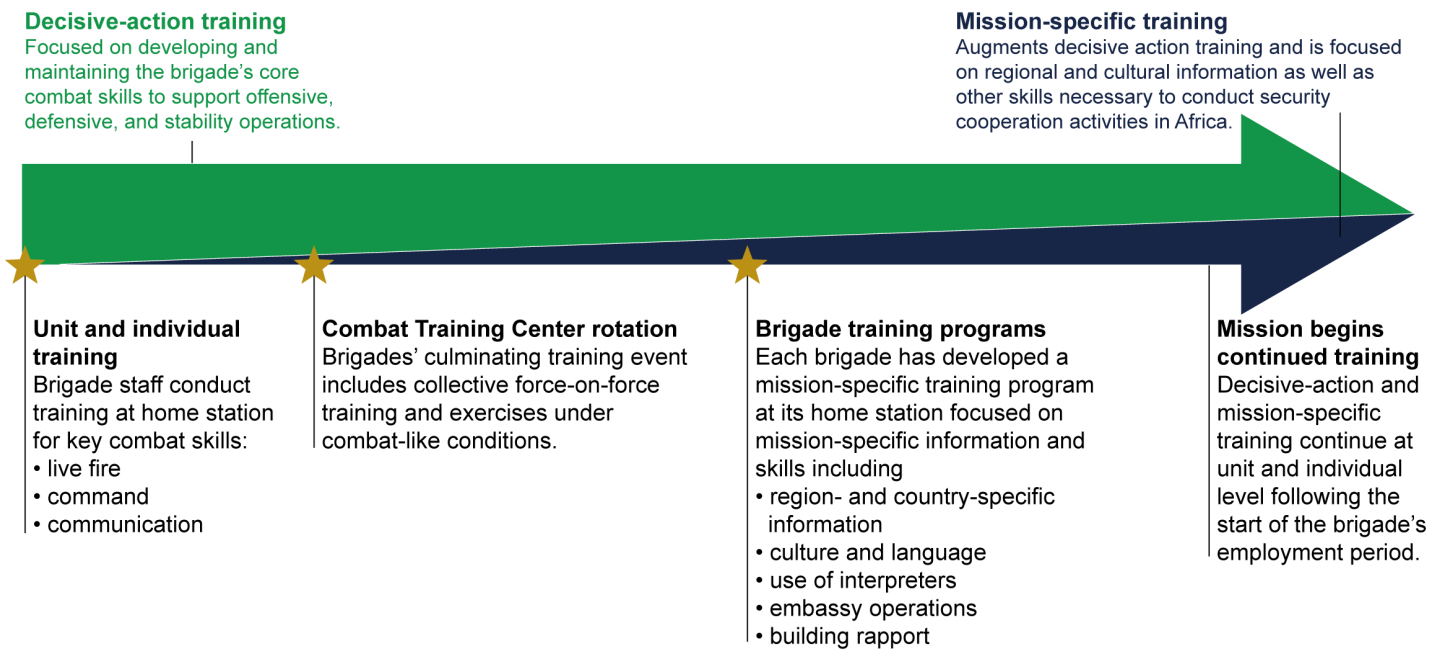 Decisive-action training
Focused on developing and
maintaining the brigade's core
combat skills to support offensive,
defensive, and stability operations.
Mission-specific training
Augments decisive action training and is focused
on regional and cultural information as well as
other skills necessary to conduct security
cooperation activities in Africa.
Unit and individual
training
Brigade staff conduct
training at home station
for key combat skills:
• live fire
• command
• communication
Combat Training Center rotation
Brigades' culminating training event
includes collective force-on-force
training and exercises under
combat-like conditions.
Brigade training programs
Each brigade has developed a
mission-specific training program
at its home station focused on
mission-specific information and
skills including
• region- and country-specific
information
• culture and language
• use of interpreters
• embassy operations
• building rapport
Mission begins
continued training
Decisive-action and
mission-specific
training continue at
unit and individual
level following the
start of the brigade's
employment period.